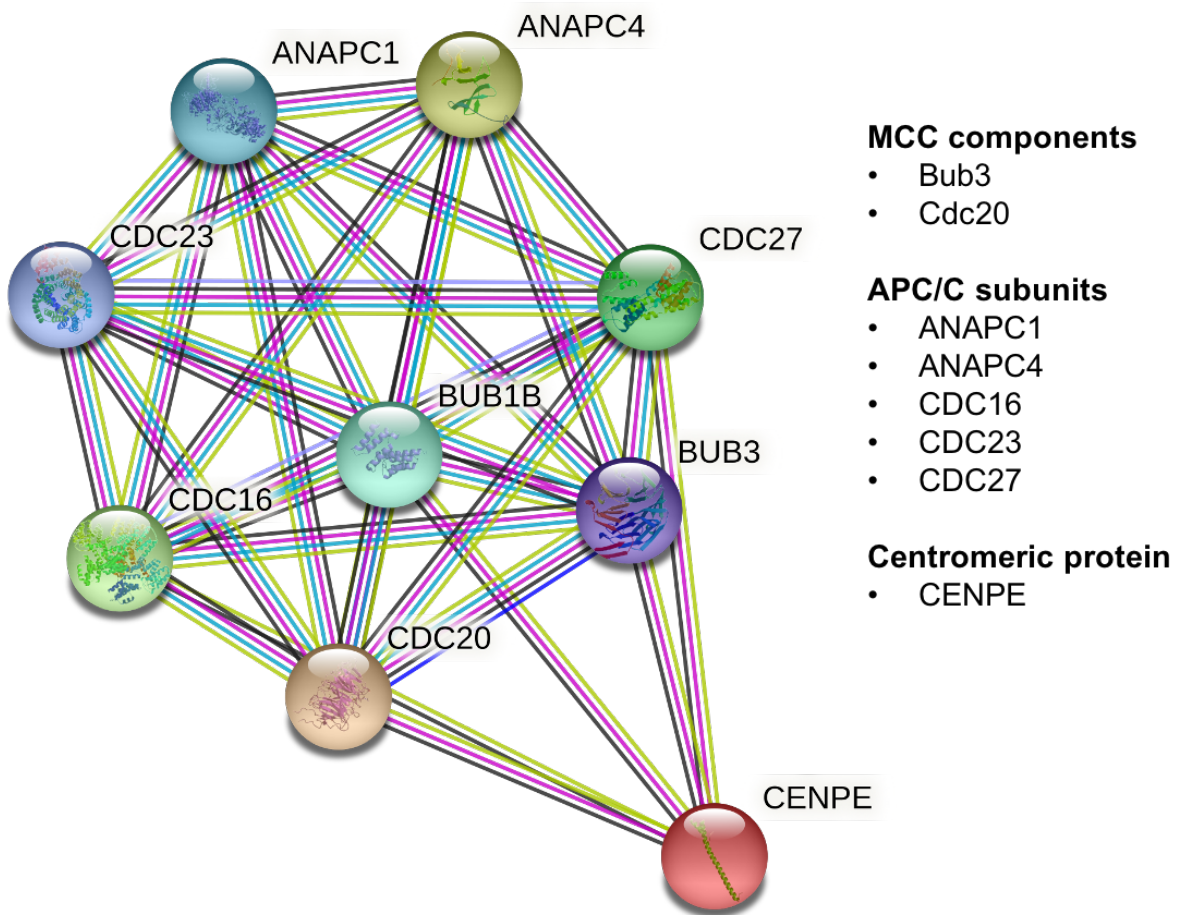 ANAPC4
ANAPC1
CDC23
CDC27
BUB1B
BUB3
CDC16
CDC20
CENPE
MCC components
• Bub3
• Cdc20
APC/C subunits
• ANAPC1
• ANAPC4
• CDC16
• CDC23
• CDC27
Centromeric protein
• CENPE